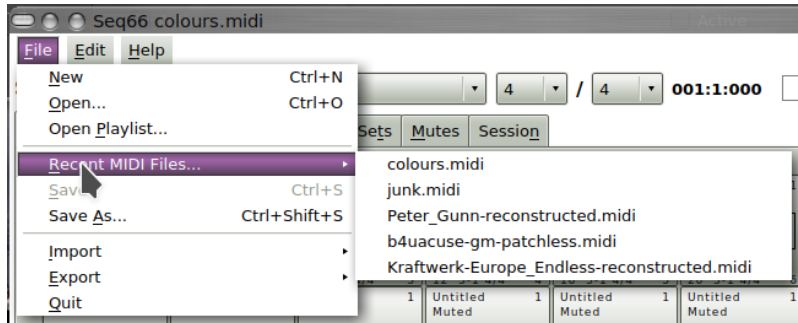 Seq66 colours.midi
Active
File Edit Help
New Ctrl+N
Open... Ctrl+O
Open Playlist...
Recent MIDI Files...
Save Ctrl+S
Save As... Ctrl+Shift+S
Import
Export
Quit
4 / 4 001:1:000
Sets Mutes Session
colours.midi
junk.midi
Peter_Gunn-reconstructed.midi
b4uacuse-gm-patchless.midi
Kraftwerk-Europe_Endless-reconstructed.midi
1 Untitled 1 Untitled 1 Untitled 1
Muted Muted Muted